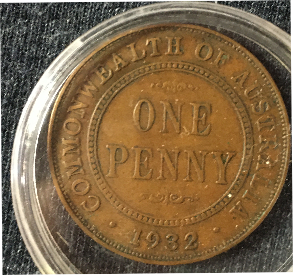 COMMONWEALTH OF AUSTRALIA
ONE
PENNY
1932